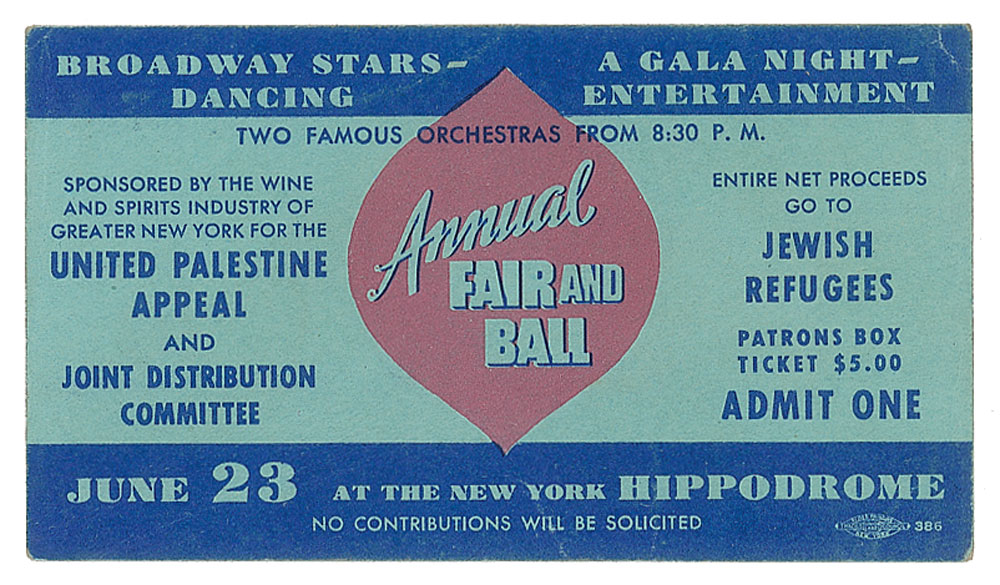 BROADWAY STARS–
DANCING
A GALA NIGHT–
ENTERTAINMENT
TWO FAMOUS ORCHESTRAS FROM 8:30 P. M.
SPONSORED BY THE WINE
AND SPIRITS INDUSTRY OF
GREATER NEW YORK FOR THE
UNITED PALESTINE
APPEAL
AND
JOINT DISTRIBUTION
COMMITTEE
Annual
FAIR AND
BALL
ENTIRE NET PROCEEDS
GO TO
JEWISH
REFUGEES
PATRONS BOX
TICKET $5.00
ADMIT ONE
JUNE 23 AT THE NEW YORK HIPPODROME
NO CONTRIBUTIONS WILL BE SOLICITED
386